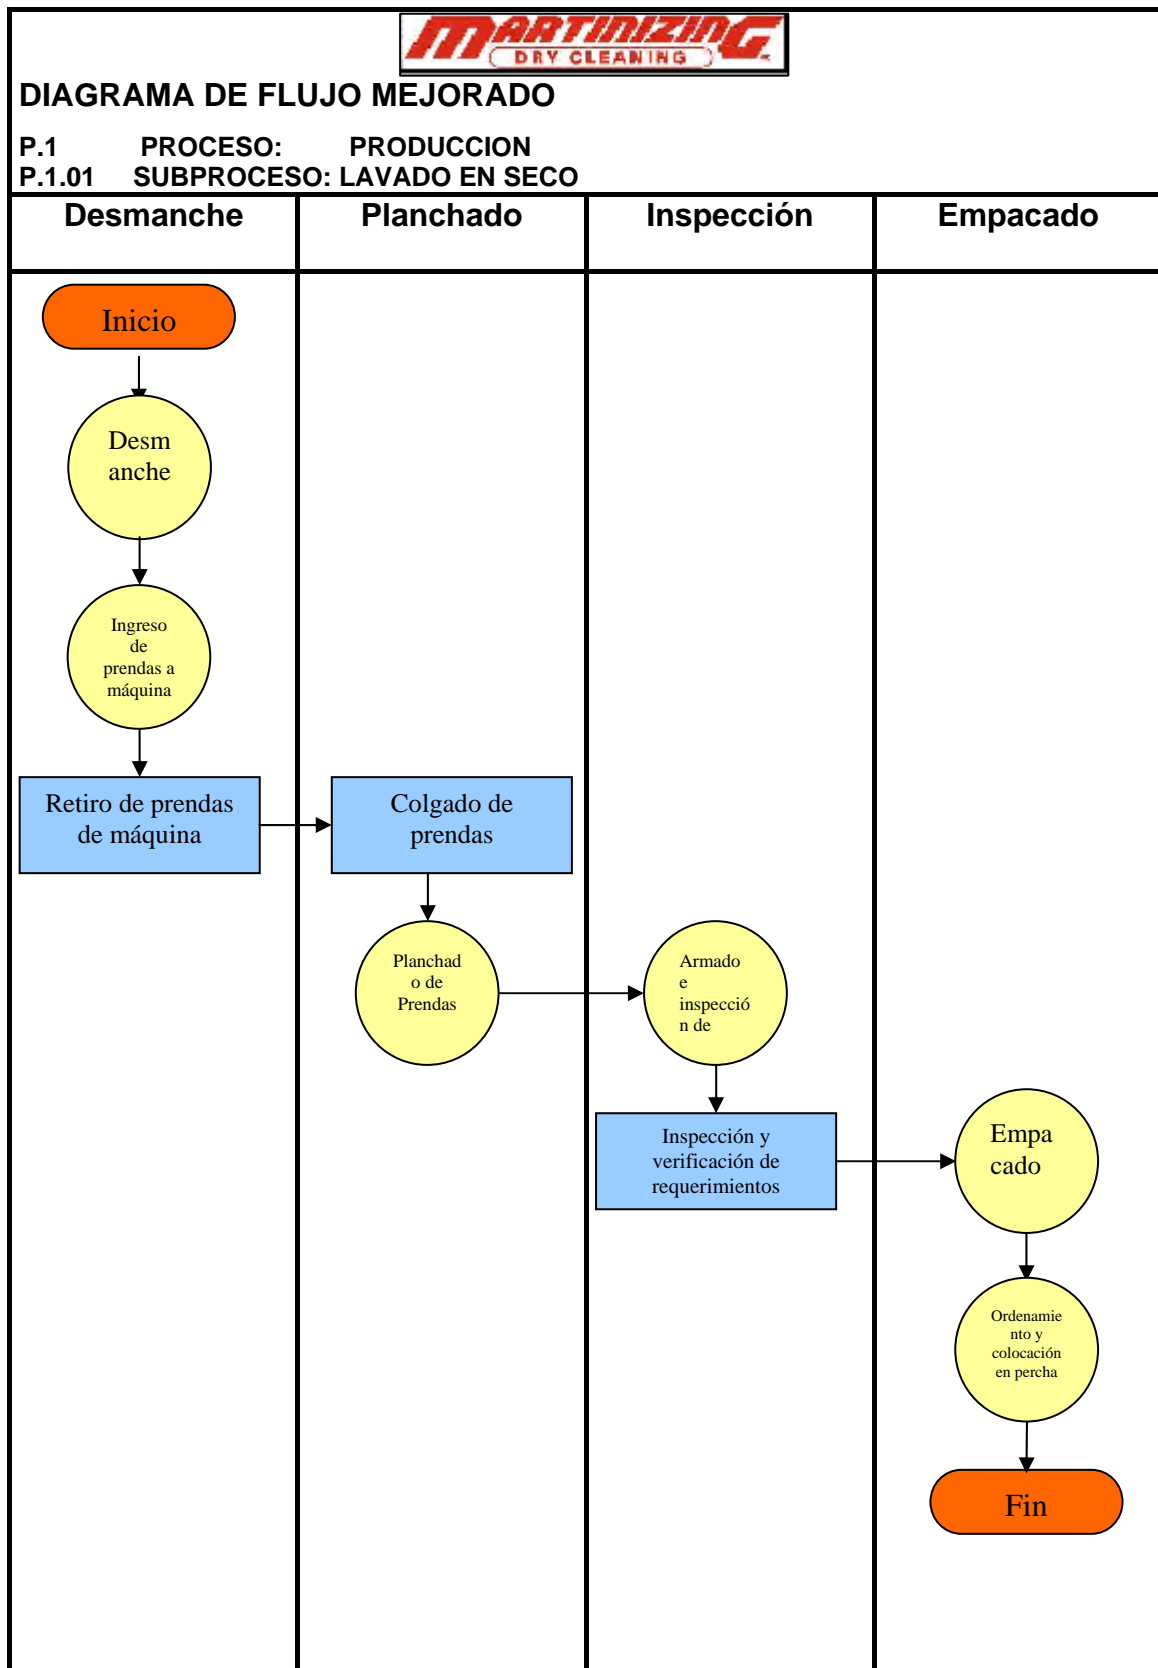 MARTINIZING
DRY CLEANING
DIAGRAMA DE FLUJO MEJORADO
P.1 PROCESO: PRODUCCION
P.1.01 SUBPROCESO: LAVADO EN SECO
Desmanche Planchado Inspección Empacado
Inicio
Desm
anche
Ingreso
de
prendas a
máquina
Retiro de prendas
de máquina
Colgado de
prendas
Planchad
o de
Prendas
Armado
e
inspecció
n de
Inspección y
verificación de
requerimientos
Empa
cado
Ordenamie
nto y
colocación
en percha
Fin